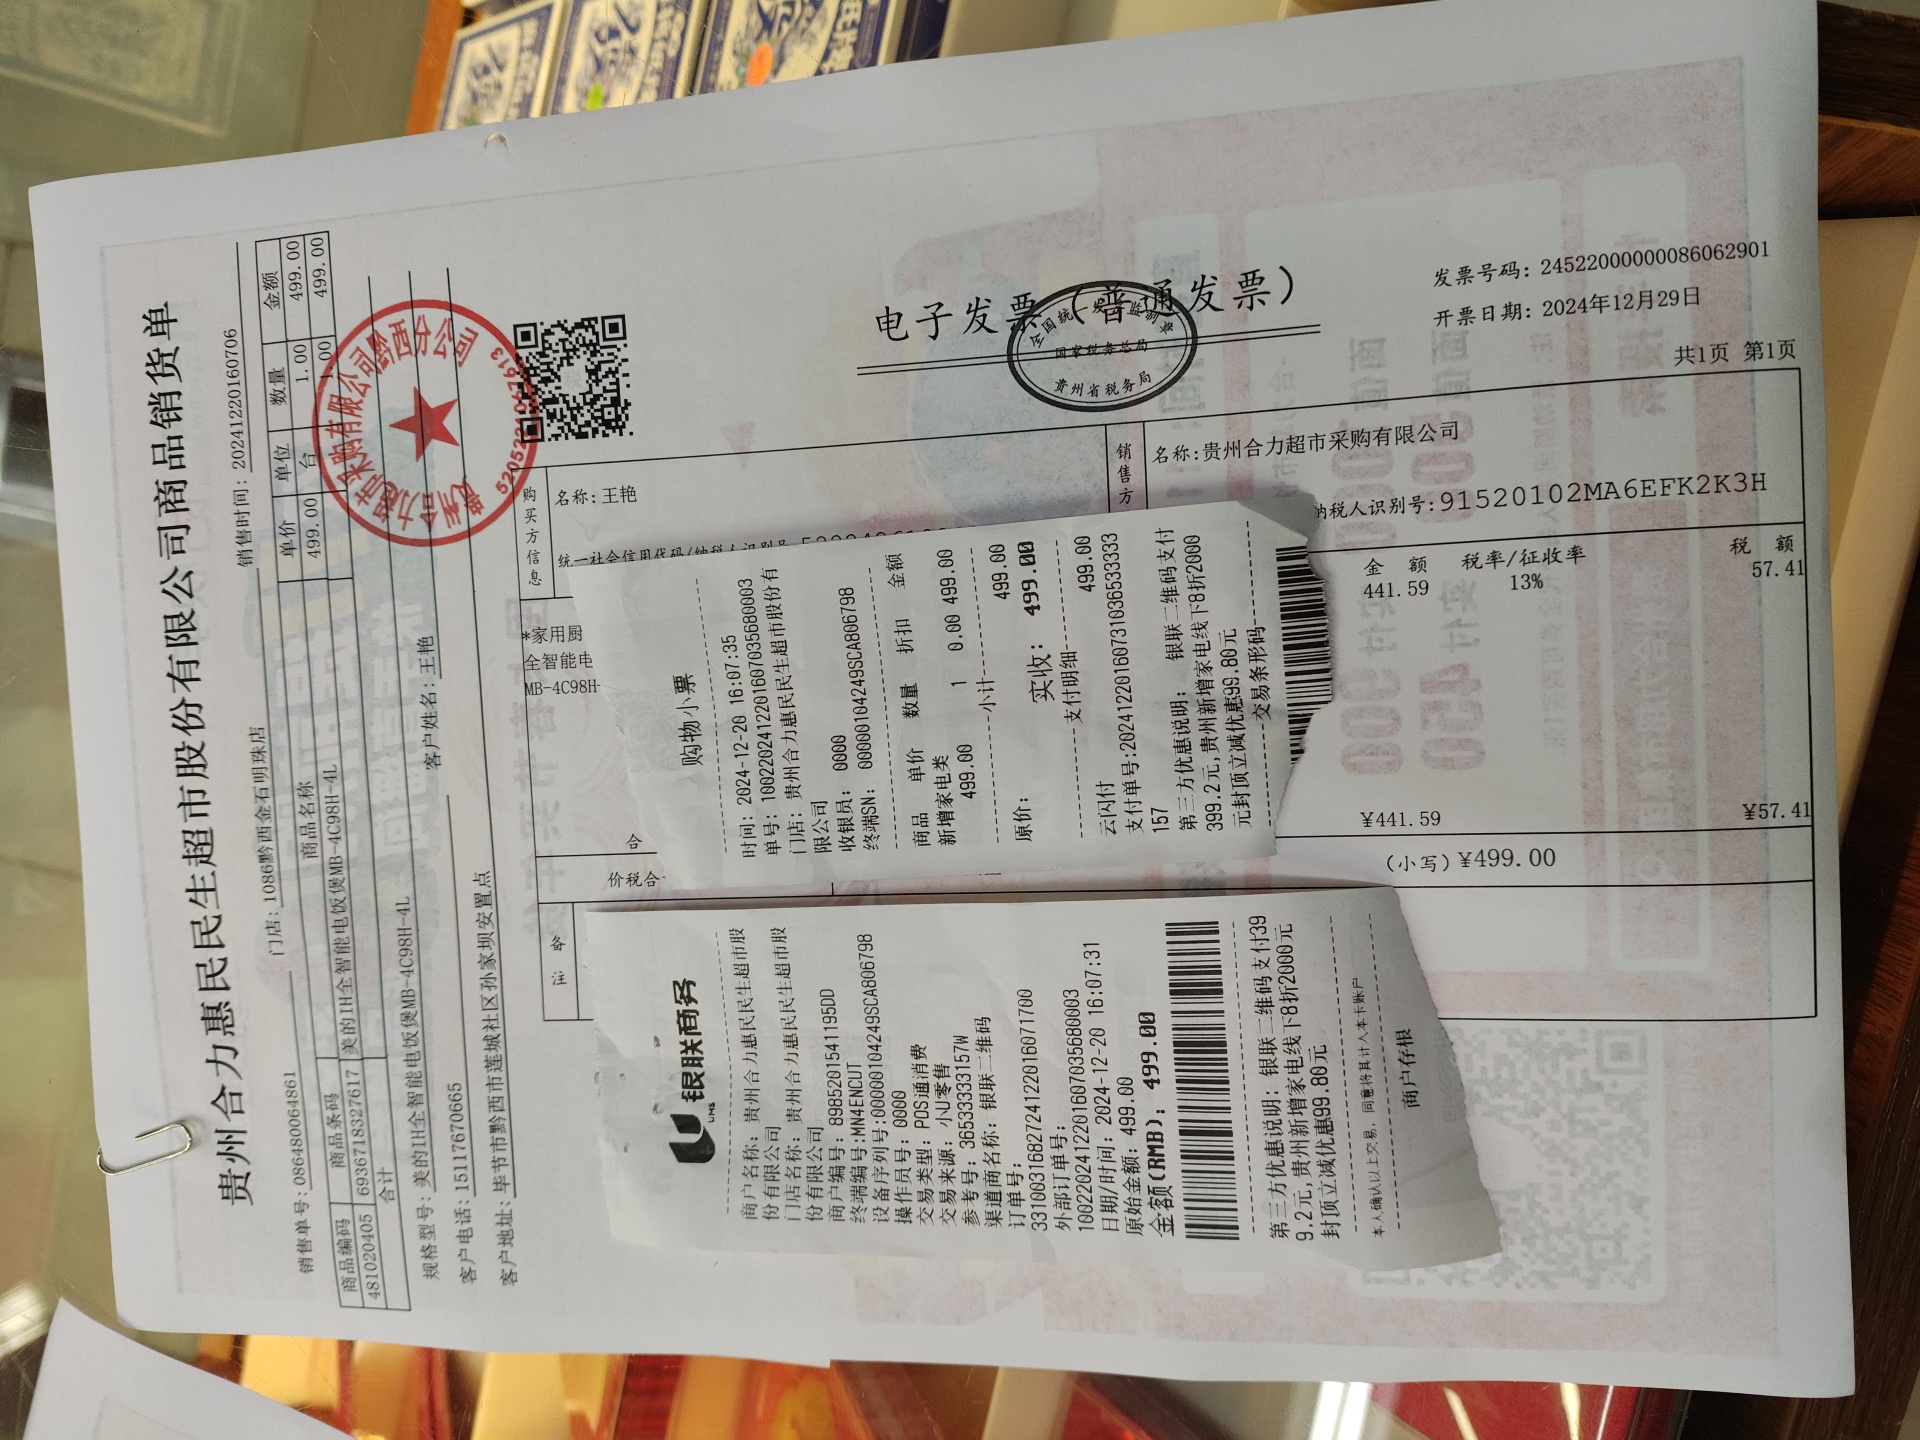 贵州合力惠民民生超市股份有限公司商品销货单
销售单号: 086480064861 门店: 1086黔西金石明珠店 销售时间: 20241220160706
商品编码 商品条码 商品名称 单价 单位 数量 金额
481020405 6936718327617 美的IH全智能电饭煲MB-4C98H-4L 499.00 台 1.00 499.00
合计 1.00 499.00
规格型号: 美的IH全智能电饭煲MB-4C98H-4L 客户姓名: 王艳
客户电话: 15117670665
客户地址: 毕节市黔西市莲城社区孙家坝安置点
5205221067613
电子发票（普通发票）
全国统一发票监制章
国家税务总局
贵州省税务局
发票号码: 24522000000086062901
开票日期: 2024年12月29日
共1页 第1页
购买方信息
名称: 王艳
统一社会信用代码/纳税人识别号
销售方
名称: 贵州合力超市采购有限公司
纳税人识别号: 91520102MA6EFK2K3H
金 额 税率/征收率 税 额
*家用厨 441.59 13% 57.41
全智能电
MB-4C98H-
¥441.59 ¥57.41
价税合 (小写) ¥499.00
备注
购物小票
时间: 2024-12-20 16:07:35
单号: 10022024122016070356800​03
门店: 贵州合力惠民民生超市股份有
限公司
收银员: 0000
终端SN: 00000104249SCA806798
商品 单价 数量 折扣 金额
新增家电类
499.00 1 0.00 499.00
小计 499.00
原价: 实收: 499.00
支付明细
云闪付 499.00
支付单号:20241220160731036533333
157
第三方优惠说明: 银联二维码支付
399.2元,贵州新增家电线下8折2000
元封顶立减优惠99.80元
交易条形码
银联商务
UMS
商户名称: 贵州合力惠民民生超市股
份有限公司
门店名称: 贵州合力惠民民生超市股
份有限公司
商户编号: 8985201541195DD
终端编号:MN4ENCUT
设备序列号:00000104249SCA806798
操作员号: 0000
交易类型: POS通消费
交易来源: 小U零售
参考号: 36533333157W
渠道商名称: 银联二维码
订单号:
33100316827241220160717​00
外部订单号:
10022024122016070356800​03
日期/时间: 2024-12-20 16:07:31
原始金额: 499.00
金额(RMB): 499.00
第三方优惠说明: 银联二维码支付39
9.2元,贵州新增家电线下8折2000元
封顶立减优惠99.80元
本人确认以上交易, 同意将其计入本卡账户
商户存根